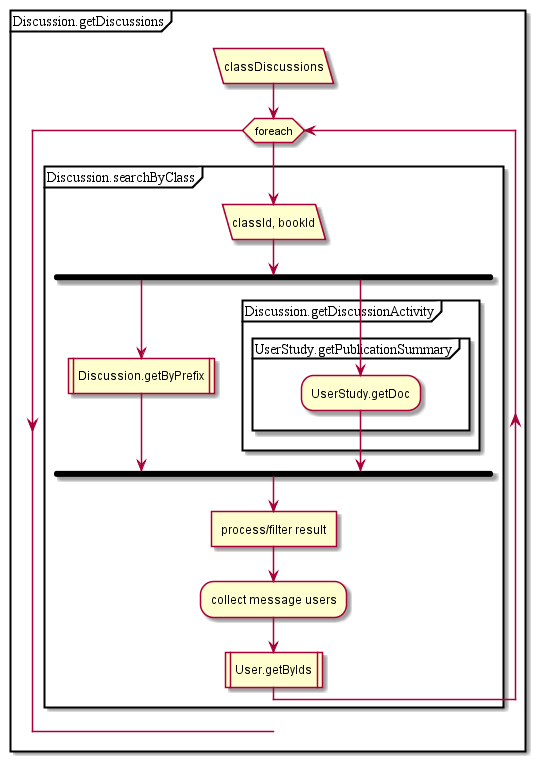 Discussion.getDiscussions
classDiscussions
foreach
Discussion.searchByClass
classId, bookId
Discussion.getDiscussionActivity
UserStudy.getPublicationSummary
Discussion.getByPrefix
UserStudy.getDoc
process/filter result
collect message users
User.getByIds